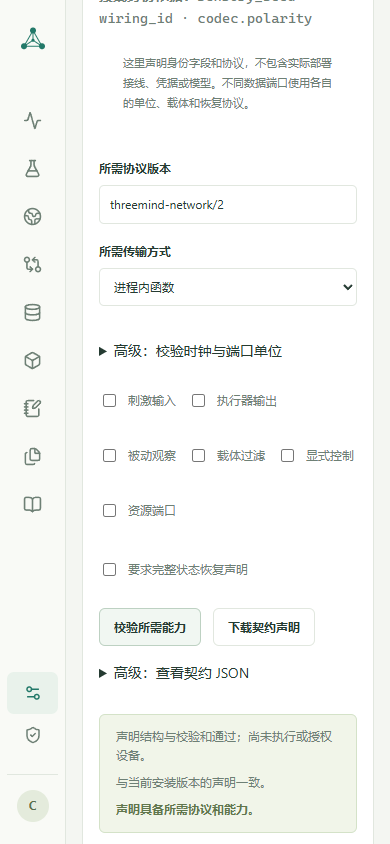 wiring_id · codec.polarity
这里声明身份字段和协议，不包含实际部署
接线、凭据或模型。不同数据端口使用各自
的单位、载体和恢复协议。
所需协议版本
threemind-network/2
所需传输方式
进程内函数
高级：校验时钟与端口单位
刺激输入 执行器输出
被动观察 载体过滤 显式控制
资源端口
要求完整状态恢复声明
校验所需能力 下载契约声明
高级：查看契约 JSON
声明结构与校验和通过；尚未执行或授权
设备。
与当前安装版本的声明一致。
声明具备所需协议和能力。
C